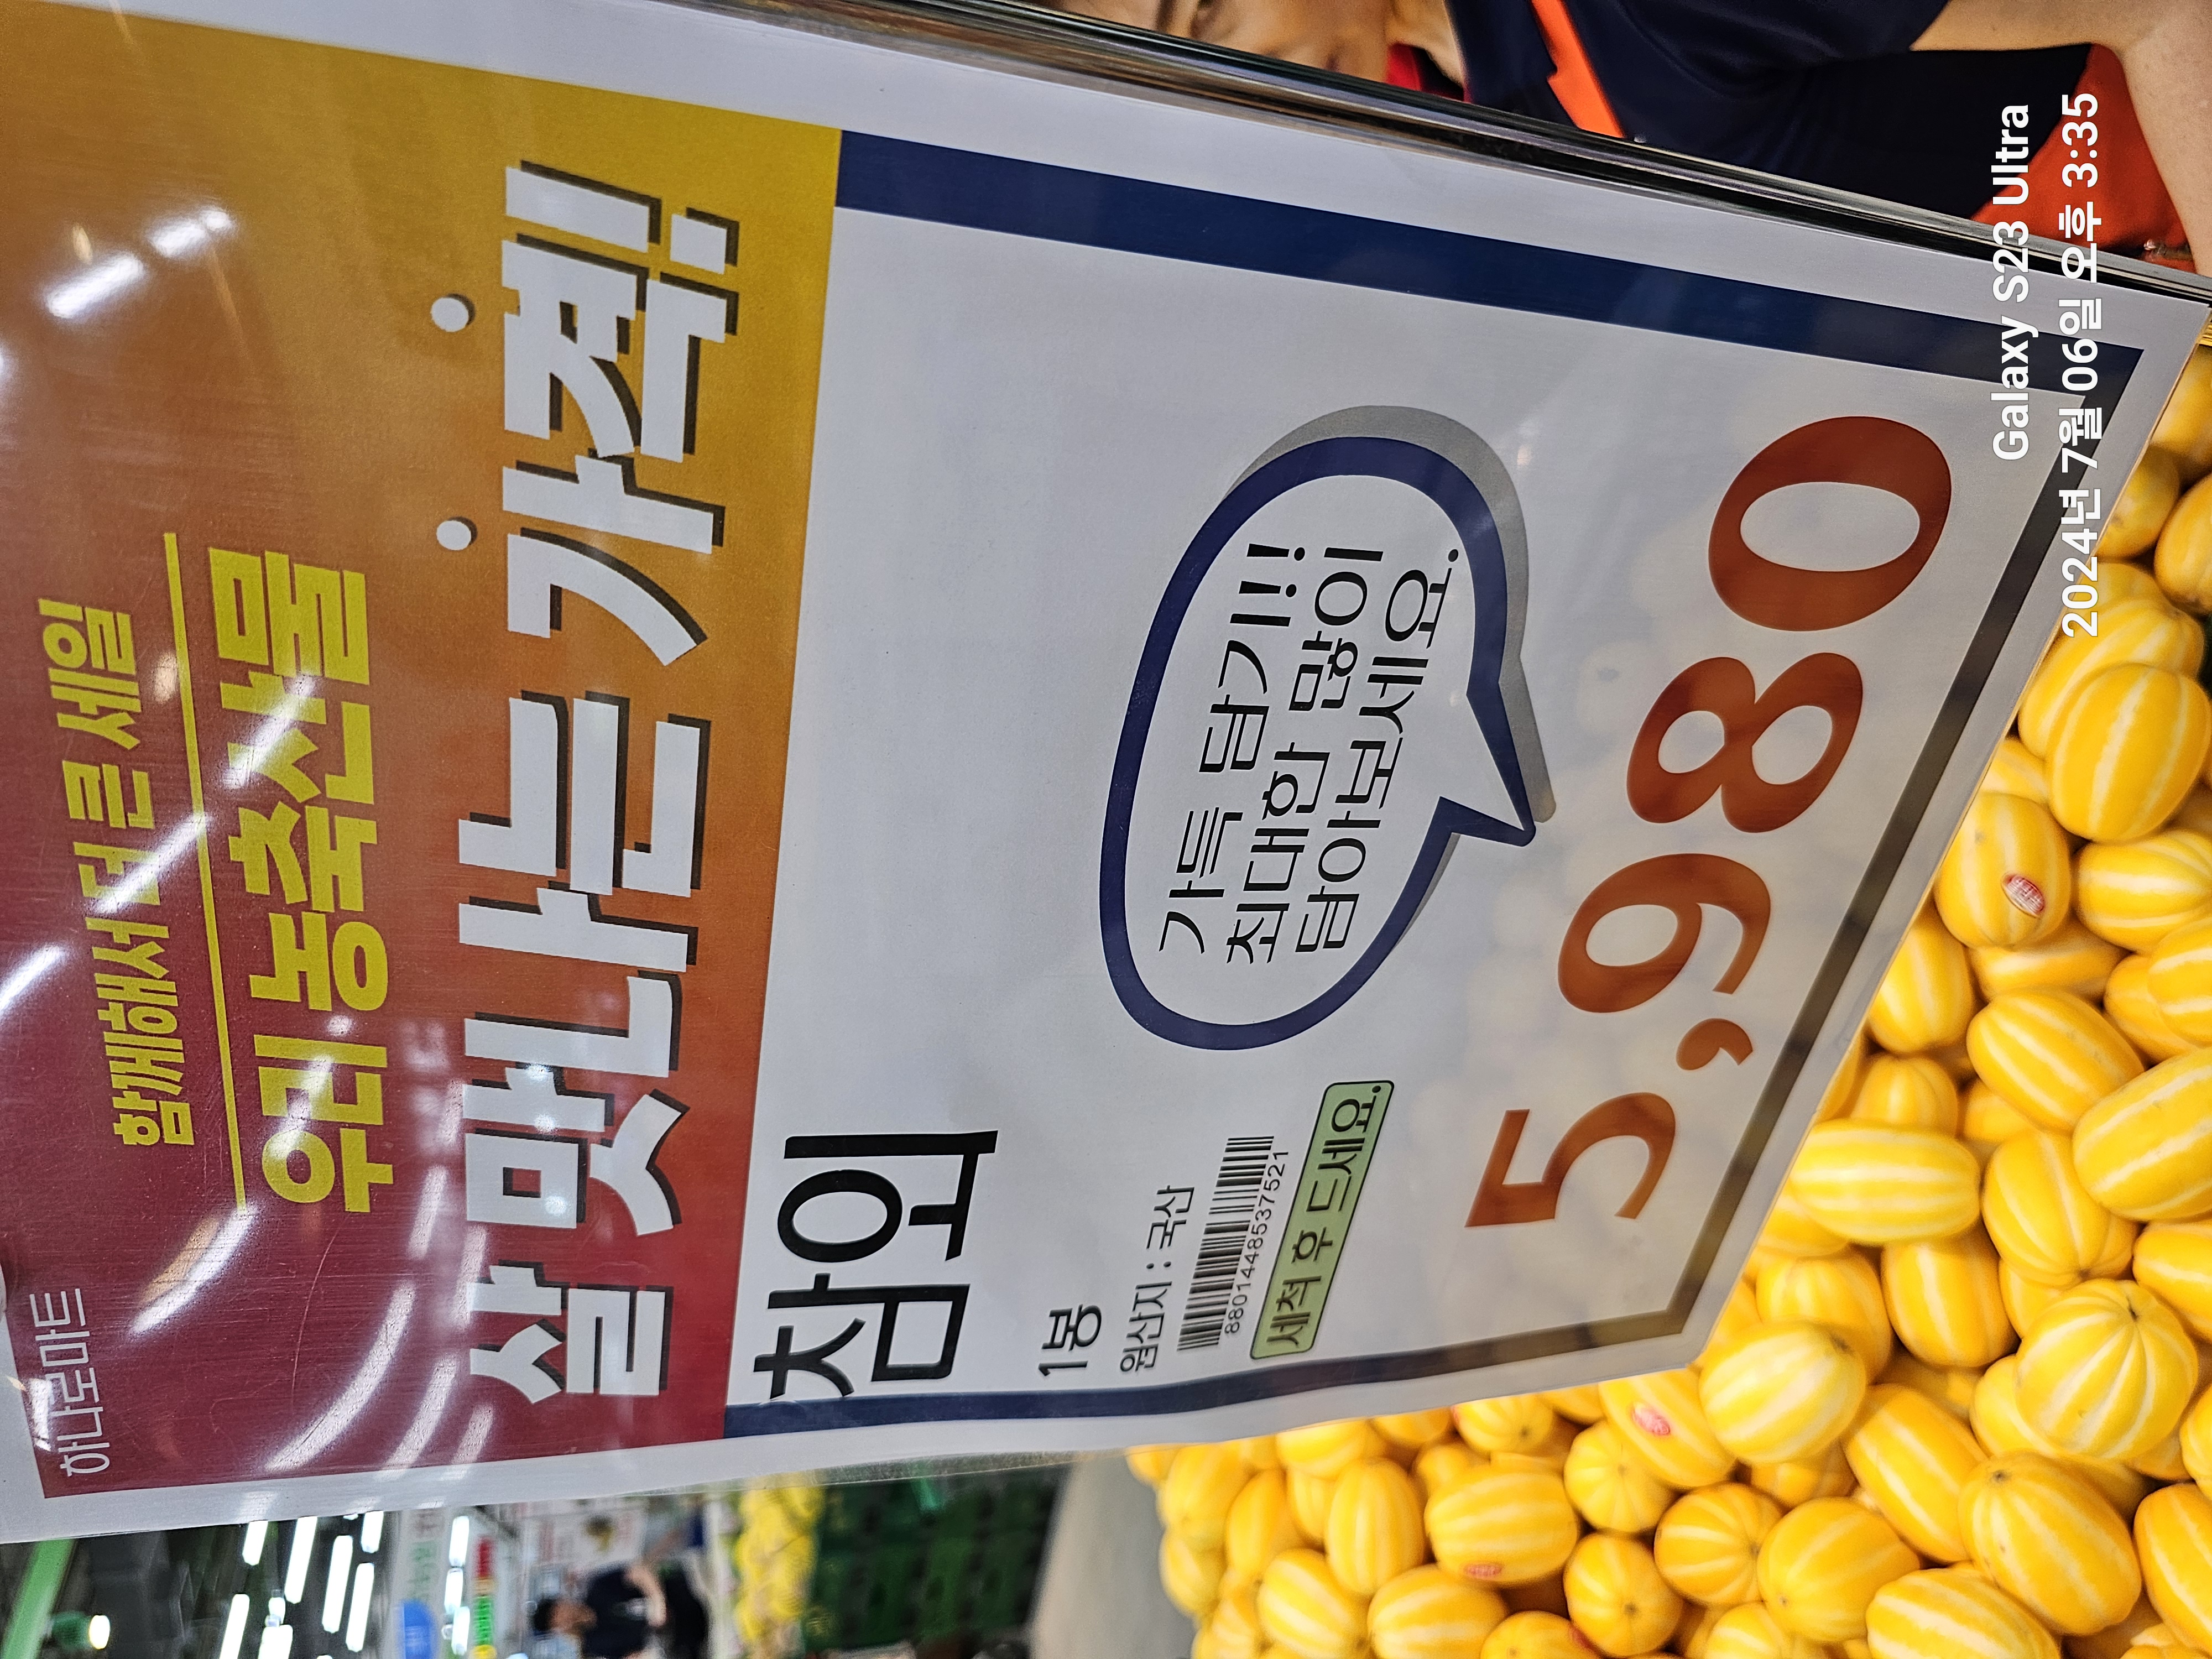 하나로마트
함께해서 더 큰 세일
우리 농축산물
살 맛나는 가격!
참외
1봉
원산지 : 국산
8801448537521
세척 후 드세요.
가득 담기!!
최대한 많이
담아보세요.
5,980
Galaxy S23 Ultra
2024년 7월 06일 오후 3:35